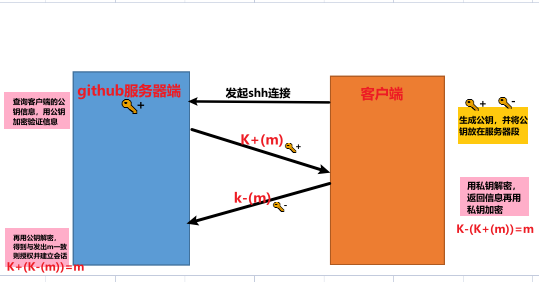 github服务器端
+
查询客户端的公
钥信息，用公钥
加密验证信息
发起shh连接
客户端
+
-
生成公钥，并将公
钥放在服务器段
K+(m)
+
k-(m)
-
用私钥解密，
返回信息再用
私钥加密
K-(K+(m))=m
再用公钥解密，
得到与发出m一致
则授权并建立会话
K+(K-(m))=m